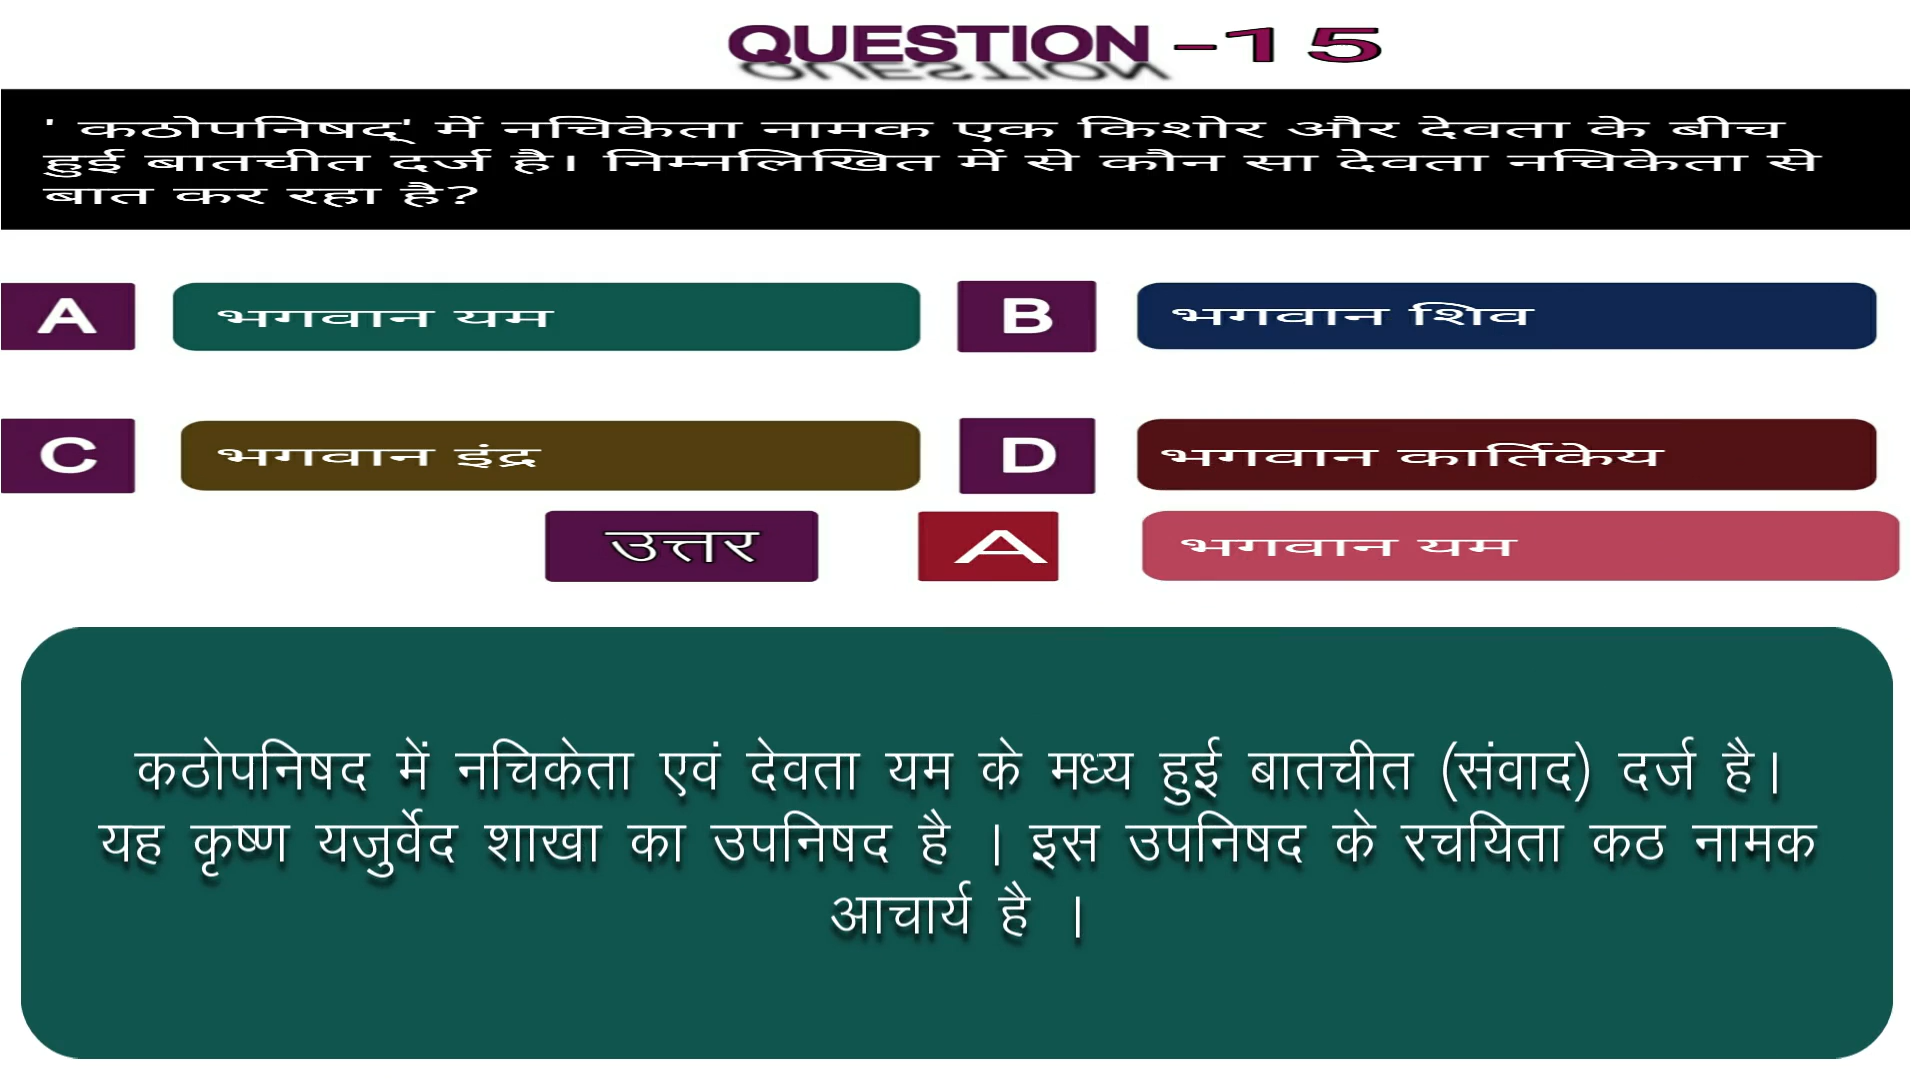 QUESTION -15
' कठोपनिषद्' में नचिकेता नामक एक किशोर और देवता के बीच
हुई बातचीत दर्ज है। निम्नलिखित में से कौन सा देवता नचिकेता से
बात कर रहा है?
A भगवान यम B भगवान शिव
C भगवान इंद्र D भगवान कार्तिकेय
उत्तर A भगवान यम
कठोपनिषद में नचिकेता एवं देवता यम के मध्य हुई बातचीत (संवाद) दर्ज है।
यह कृष्ण यजुर्वेद शाखा का उपनिषद है । इस उपनिषद के रचयिता कठ नामक
आचार्य है ।